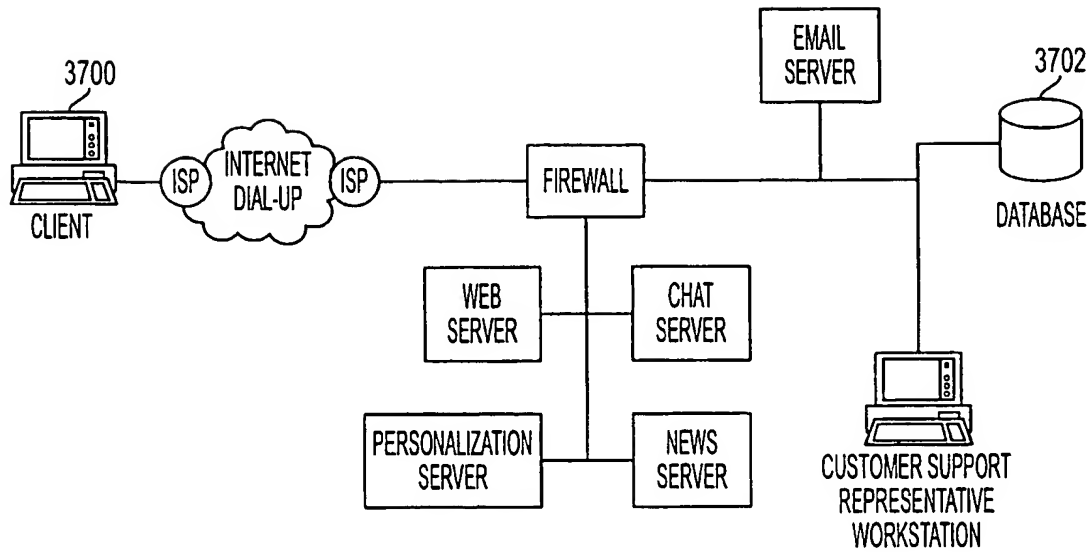 3700
CLIENT
ISP
INTERNET
DIAL-UP
ISP
FIREWALL
EMAIL
SERVER
3702
DATABASE
WEB
SERVER
CHAT
SERVER
PERSONALIZATION
SERVER
NEWS
SERVER
CUSTOMER SUPPORT
REPRESENTATIVE
WORKSTATION